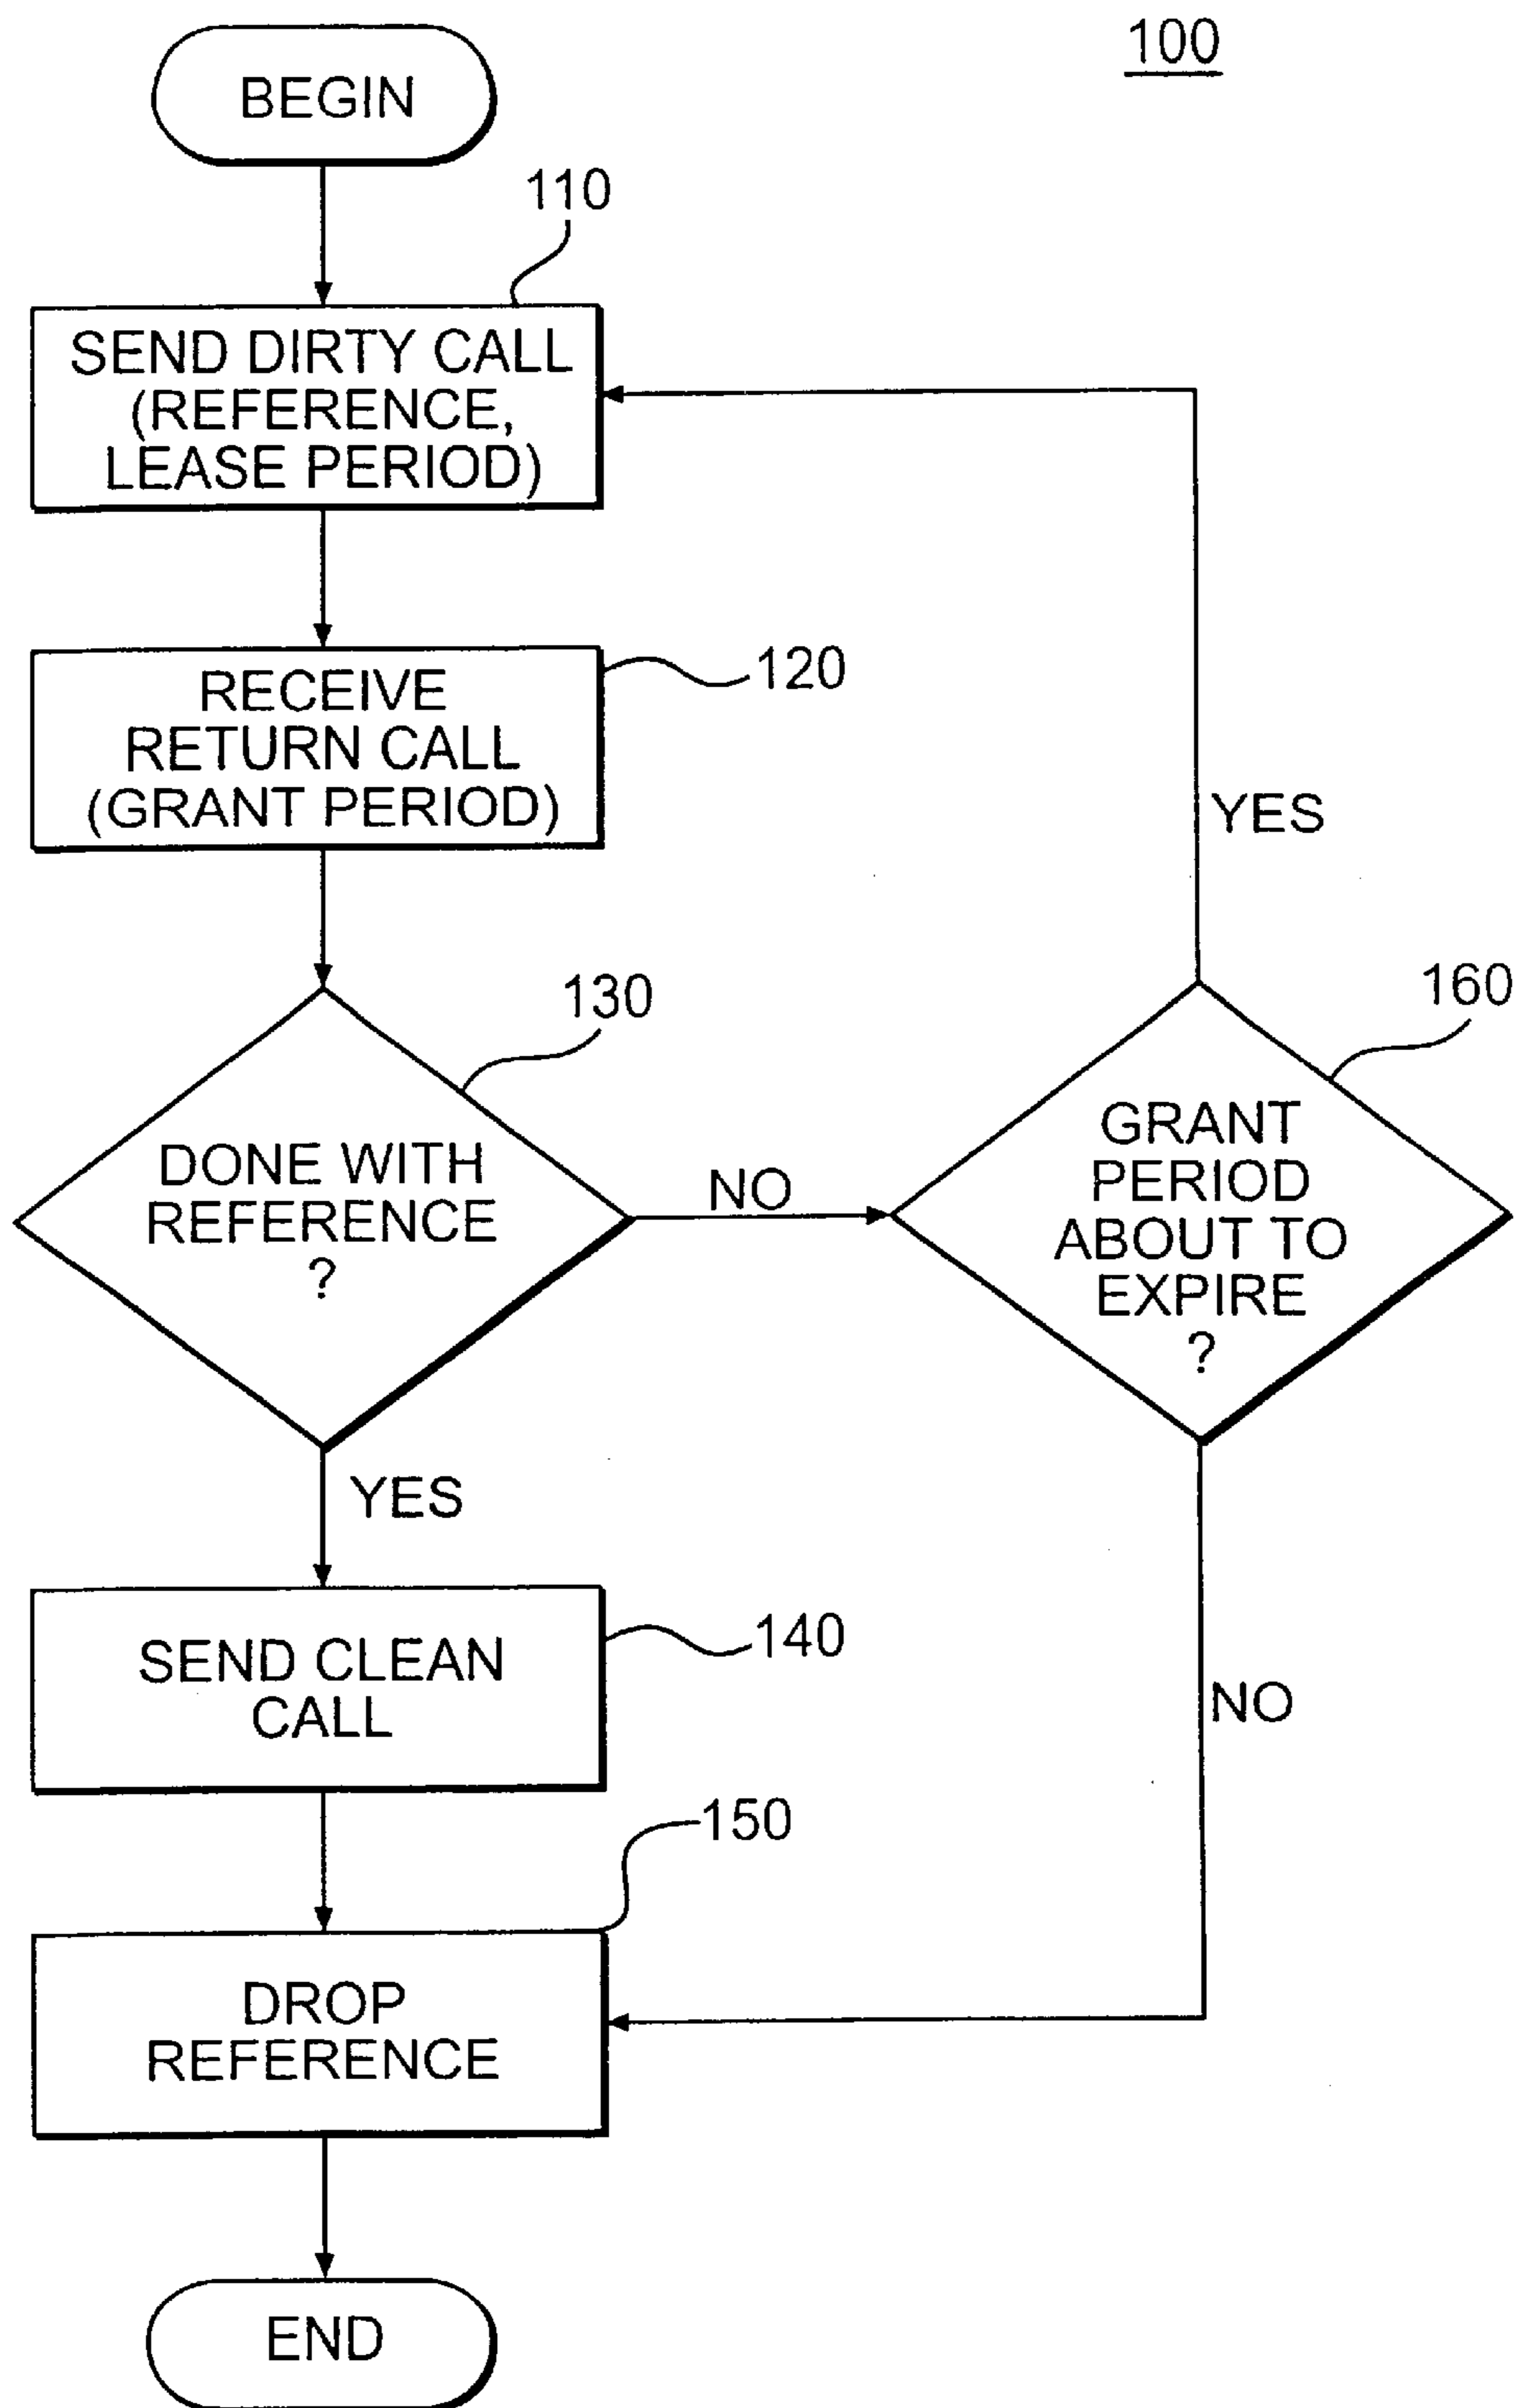 100
BEGIN
110
SEND DIRTY CALL
(REFERENCE,
LEASE PERIOD)
RECEIVE
RETURN CALL
(GRANT PERIOD)
120
YES
130
160
DONE WITH
REFERENCE
?
NO
GRANT
PERIOD
ABOUT TO
EXPIRE
?
YES
SEND CLEAN
CALL
140
NO
150
DROP
REFERENCE
END